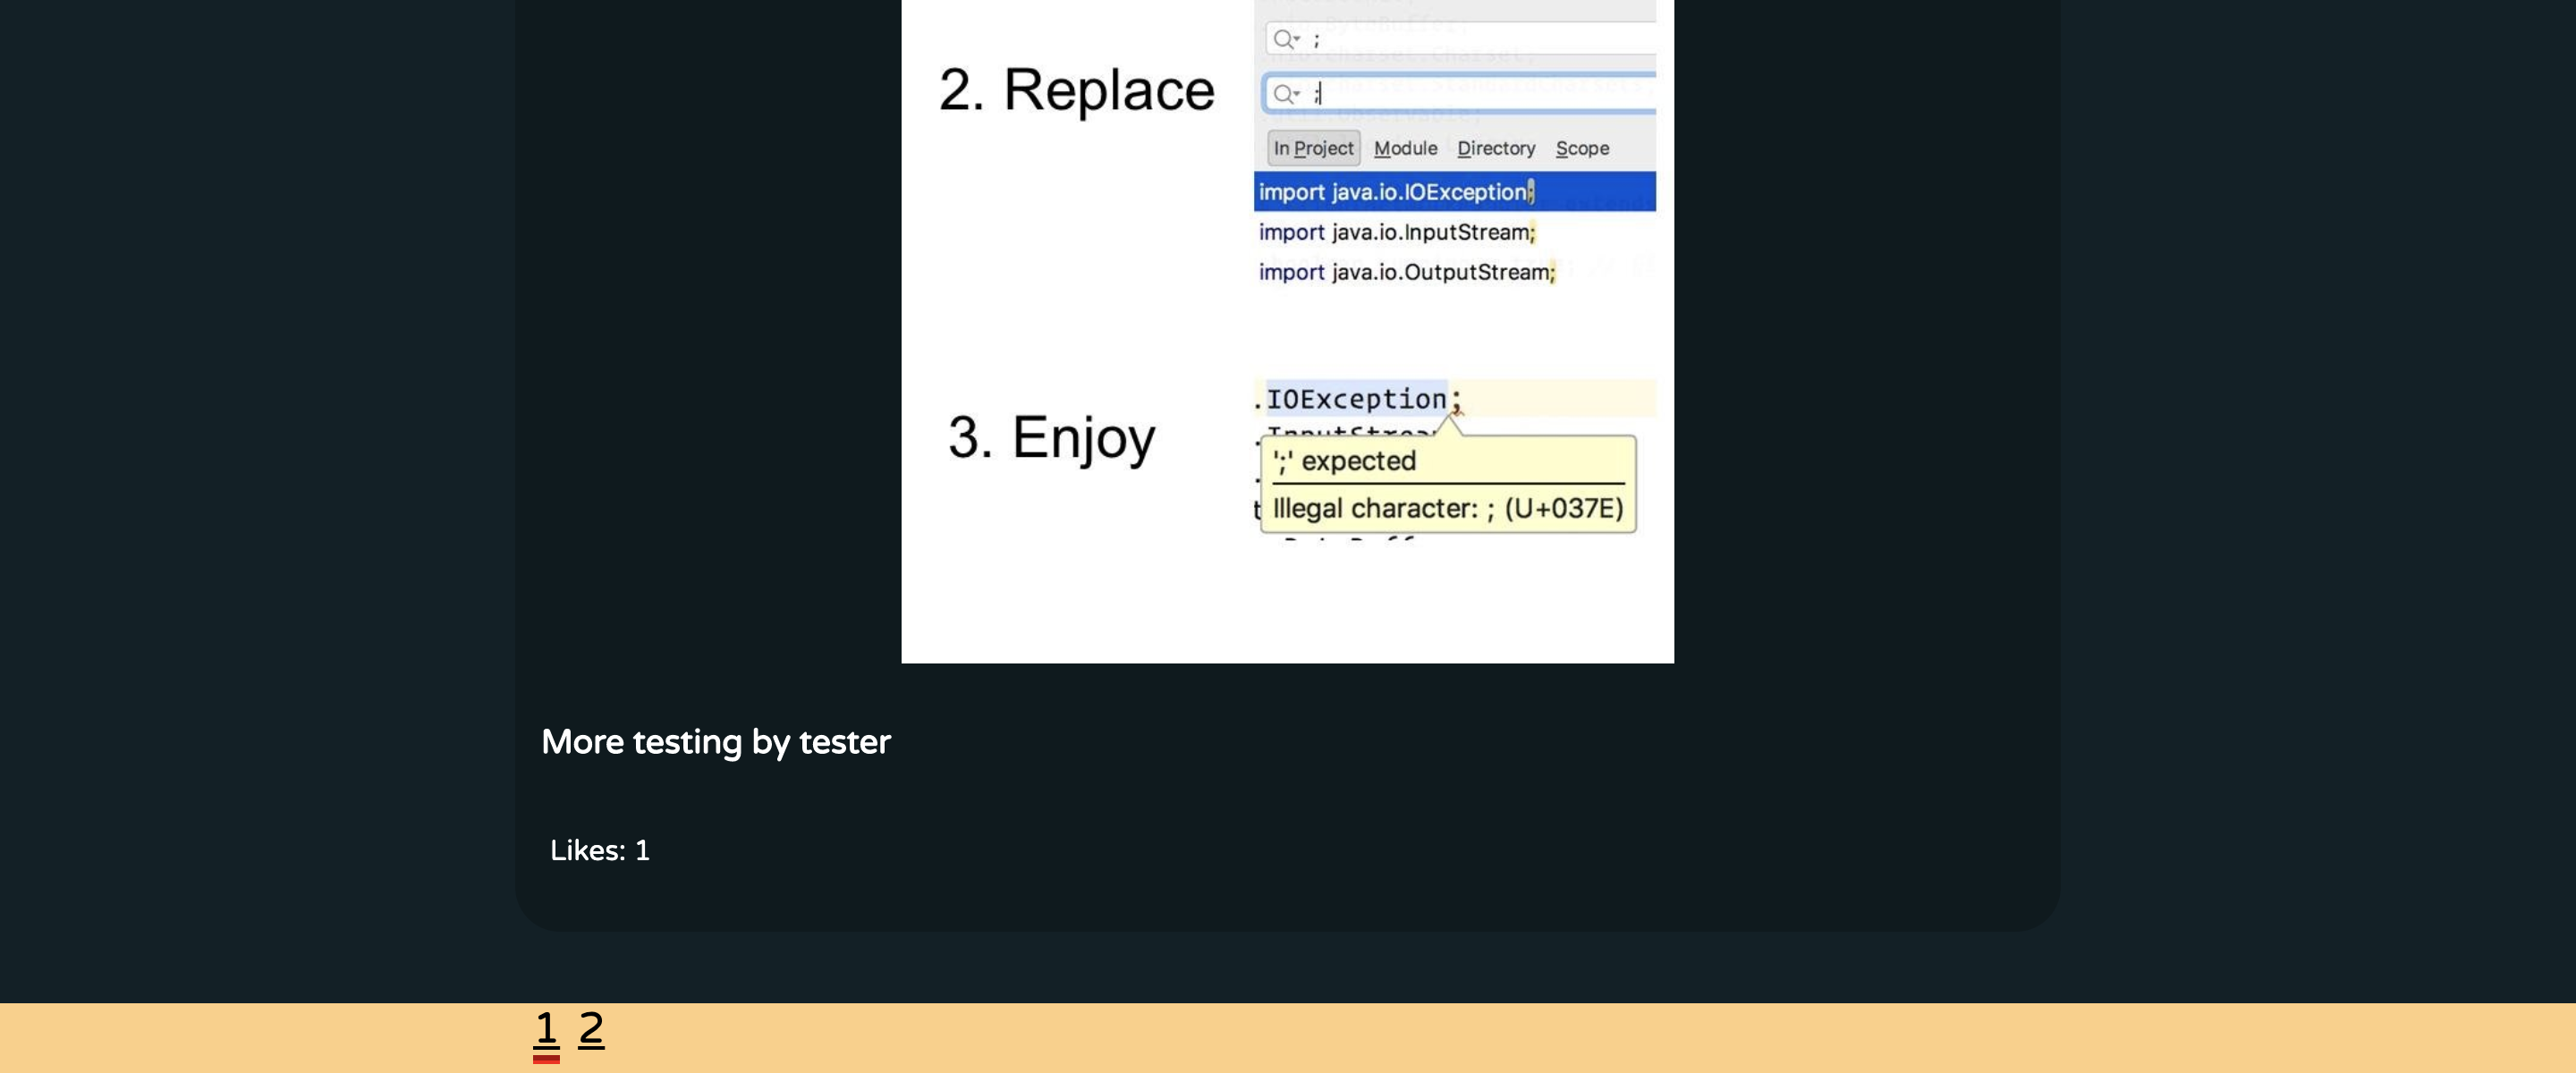 ;
2. Replace
;
In Project Module Directory Scope
import java.io.IOException;
import java.io.InputStream;
import java.io.OutputStream;
.IOException;
3. Enjoy
';' expected
Illegal character: ; (U+037E)
More testing by tester
Likes: 1
1 2